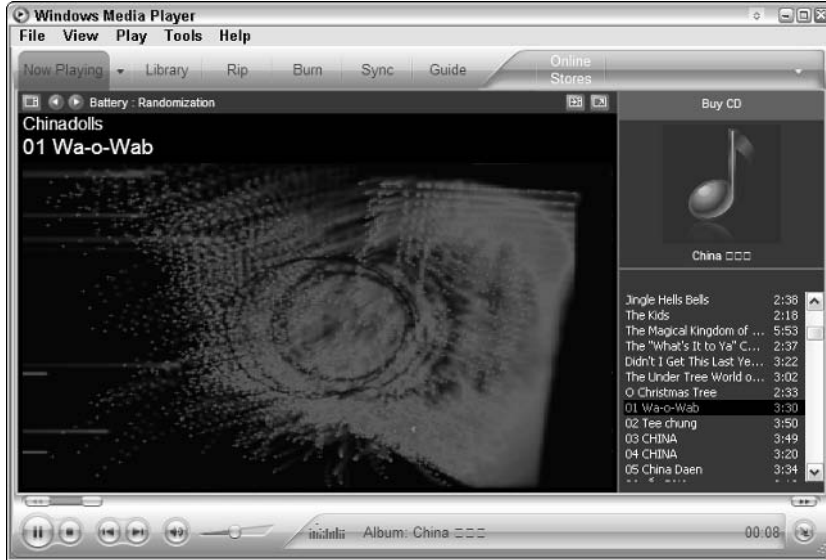 Windows Media Player
File View Play Tools Help
Now Playing Library Rip Burn Sync Guide Online Stores
Battery : Randomization
Buy CD
Chinadolls
01 Wa-o-Wab
China □□□
Jingle Hells Bells 2:38
The Kids 2:18
The Magical Kingdom of ... 5:53
The "What's It to Ya" C... 2:37
Didn't I Get This Last Ye... 3:22
The Under Tree World o... 3:02
O Christmas Tree 2:33
01 Wa-o-Wab 3:30
02 Tee chung 3:50
03 CHINA 3:49
04 CHINA 3:20
05 China Daen 3:34
Album: China □□□ 00:08